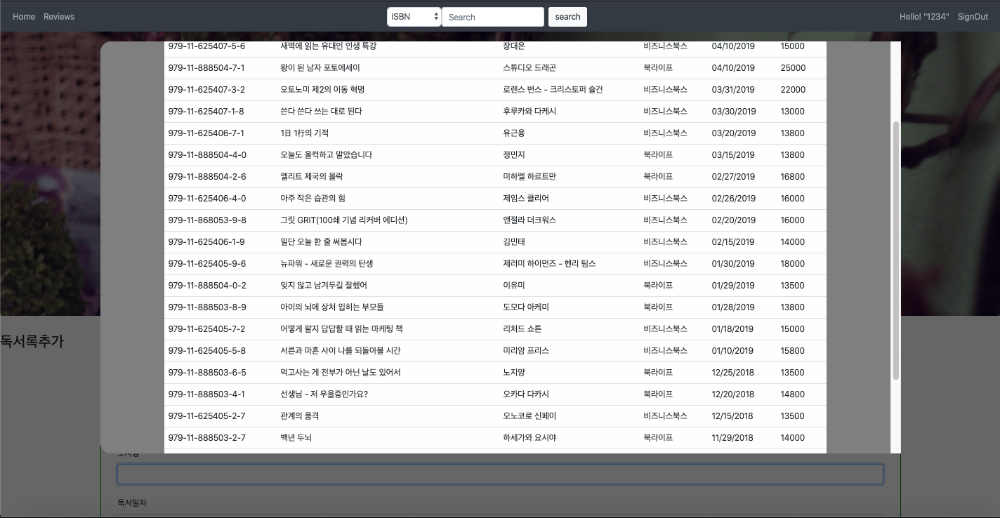 Home Reviews ISBN Search search Hello! "1234" SignOut
979-11-625407-5-6 새벽에 읽는 유대인 인생 특강 장대은 비즈니스북스 04/10/2019 15000
979-11-888504-7-1 왕이 된 남자 포토에세이 스튜디오 드래곤 북라이프 04/10/2019 25000
979-11-625407-3-2 오토노미 제2의 이동 혁명 로렌스 번스 - 크리스토퍼 슐건 비즈니스북스 03/31/2019 22000
979-11-625407-1-8 쓴다 쓴다 쓰는 대로 된다 후루카와 다케시 비즈니스북스 03/30/2019 13000
979-11-625406-7-1 1日 1行의 기적 유근용 비즈니스북스 03/20/2019 13800
979-11-888504-4-0 오늘도 울컥하고 말았습니다 정민지 북라이프 03/15/2019 13800
979-11-888504-2-6 엘리트 제국의 몰락 미하엘 하르트만 북라이프 02/27/2019 16800
979-11-625406-4-0 아주 작은 습관의 힘 제임스 클리어 비즈니스북스 02/26/2019 16000
979-11-868053-9-8 그릿 GRIT(100쇄 기념 리커버 에디션) 앤절라 더크워스 비즈니스북스 02/20/2019 16000
979-11-625406-1-9 일단 오늘 한 줄 써봅시다 김민태 비즈니스북스 02/15/2019 14000
979-11-625405-9-6 뉴파워 - 새로운 권력의 탄생 제러미 하이먼즈 - 헨리 팀스 비즈니스북스 01/30/2019 18000
979-11-888504-0-2 잊지 않고 남겨두길 잘했어 이유미 북라이프 01/29/2019 13500
979-11-888503-8-9 아이의 뇌에 상처 입히는 부모들 도모다 아케미 북라이프 01/28/2019 13800
979-11-625405-7-2 어떻게 팔지 답답할 때 읽는 마케팅 책 리처드 쇼튼 비즈니스북스 01/18/2019 15000
독서록추가
979-11-625405-5-8 서른과 마흔 사이 나를 되돌아볼 시간 미리암 프리스 비즈니스북스 01/10/2019 15800
979-11-888503-6-5 먹고사는 게 전부가 아닌 날도 있어서 노지양 북라이프 12/25/2018 13500
979-11-888503-4-1 선생님 - 저 우울증인가요? 오카다 다카시 북라이프 12/20/2018 14800
979-11-625405-2-7 관계의 품격 오노코로 신페이 비즈니스북스 12/15/2018 13500
979-11-888503-2-7 백년 두뇌 하세가와 요시야 북라이프 11/29/2018 14000
독서일자